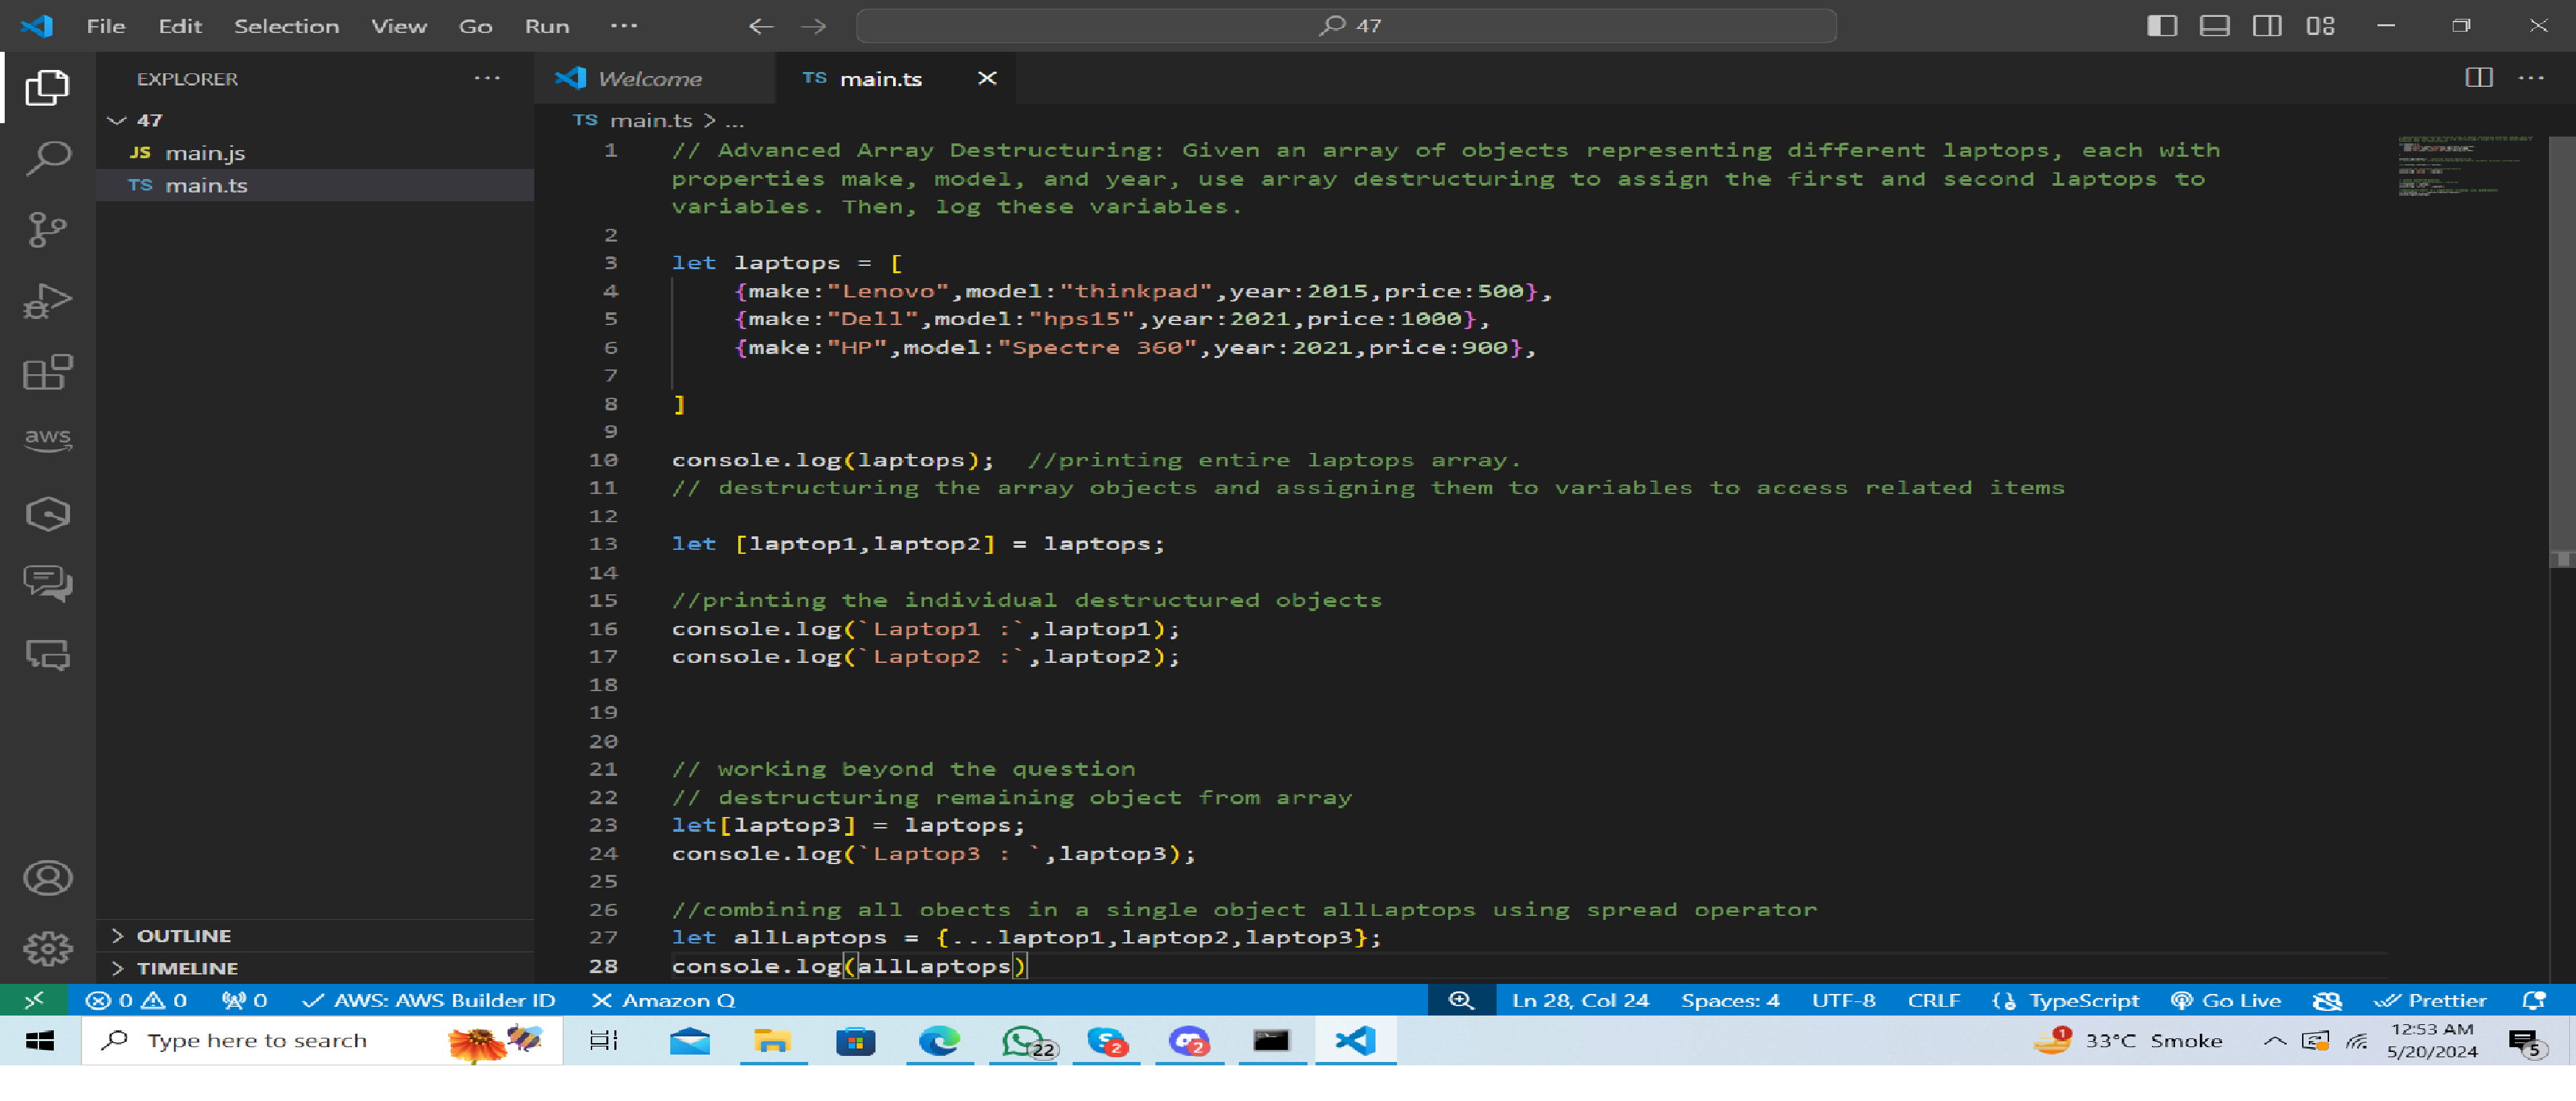 File Edit Selection View Go Run ··· ← → 47
EXPLORER ···
47
JS main.js
TS main.ts
OUTLINE
TIMELINE
aws
Welcome TS main.ts ×
TS main.ts > ...
1 // Advanced Array Destructuring: Given an array of objects representing different laptops, each with
properties make, model, and year, use array destructuring to assign the first and second laptops to
variables. Then, log these variables.
2
3 let laptops = [
4 {make:"Lenovo",model:"thinkpad",year:2015,price:500},
5 {make:"Dell",model:"hps15",year:2021,price:1000},
6 {make:"HP",model:"Spectre 360",year:2021,price:900},
7
8 ]
9
10 console.log(laptops);  //printing entire laptops array.
11 // destructuring the array objects and assigning them to variables to access related items
12
13 let [laptop1,laptop2] = laptops;
14
15 //printing the individual destructured objects
16 console.log(`Laptop1 :`,laptop1);
17 console.log(`Laptop2 :`,laptop2);
18
19
20
21 // working beyond the question
22 // destructuring remaining object from array
23 let[laptop3] = laptops;
24 console.log(`Laptop3 : `,laptop3);
25
26 //combining all obects in a single object allLaptops using spread operator
27 let allLaptops = {...laptop1,laptop2,laptop3};
28 console.log(allLaptops)
0 0 0 AWS: AWS Builder ID Amazon Q Ln 28, Col 24 Spaces: 4 UTF-8 CRLF TypeScript Go Live Prettier
Type here to search 22 2 2 1 33°C Smoke 12:53 AM
5/20/2024 5